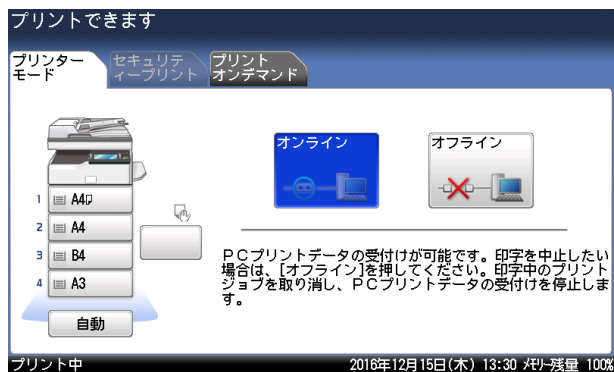 プリントできます
プリンター
モード
セキュリテ
ィープリント
プリント
オンデマンド
オンライン
オフライン
1 A4
2 A4
3 B4
4 A3
自動
PCプリントデータの受付けが可能です。印字を中止したい
場合は、[オフライン]を押してください。印字中のプリント
ジョブを取り消し、PCプリントデータの受付けを停止しま
す。
プリント中
2016年12月15日(木) 13:30 メモリー残量 100%